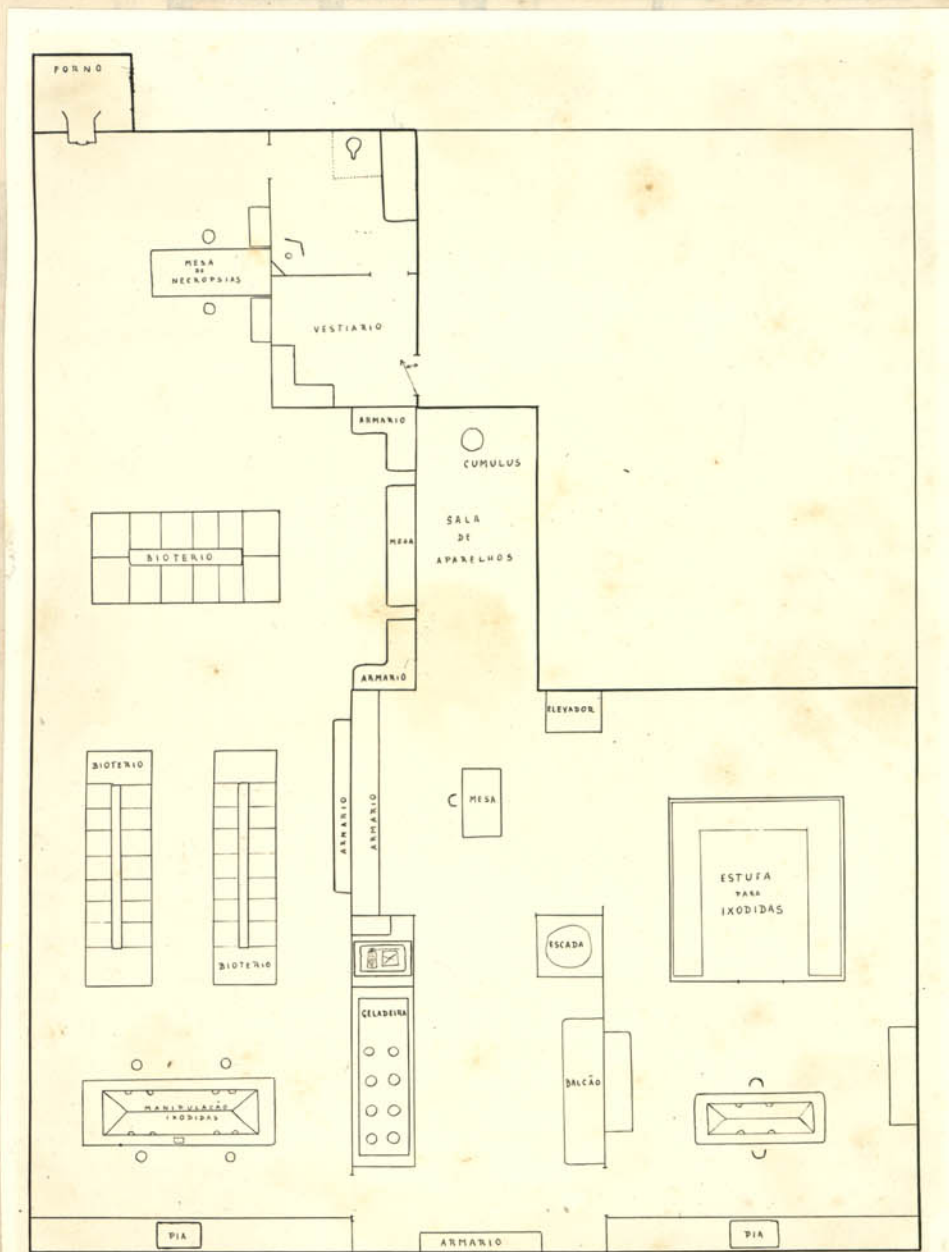 FORNO
MESA
DE
NECROPSIAS
VESTIARIO
ARMARIO
CUMULUS
SALA
DE
APARELHOS
MESA
BIOTERIO
ARMARIO
ELEVADOR
BIOTERIO
ARMARIO
ARMARIO
MESA
ESTUFA
PARA
IXODIDAS
ESCADA
BIOTERIO
GELADEIRA
BALCÃO
MANIPULAÇÃO
IXODIDAS
PIA
ARMARIO
PIA